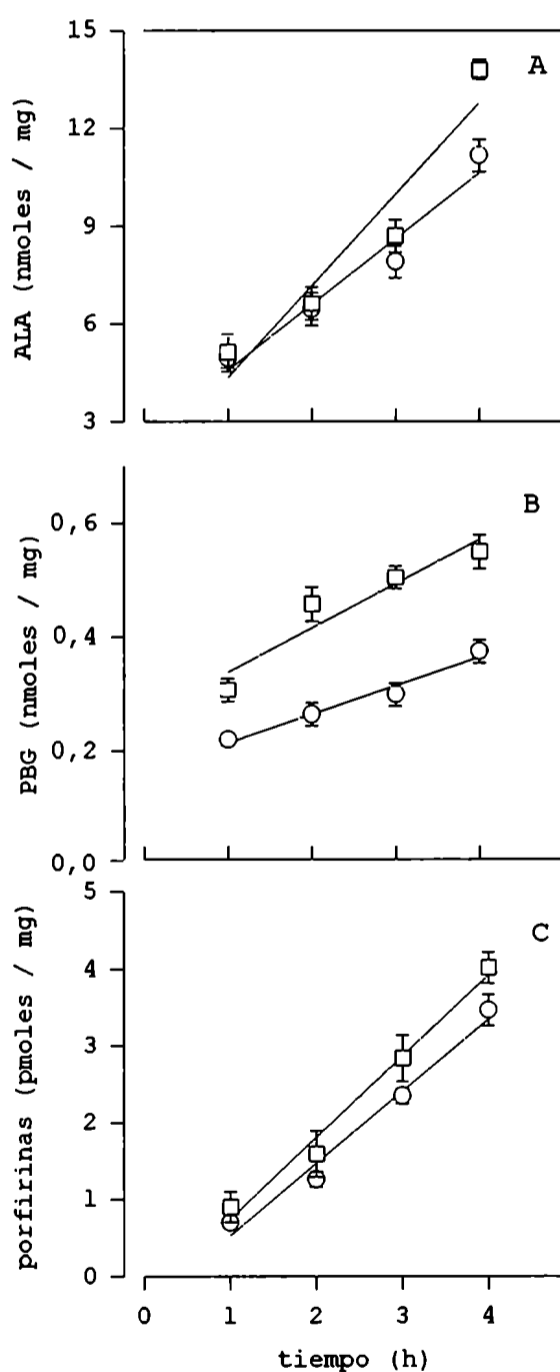 15
A
12
9
6
3
ALA (nmoles / mg)
B
0,6
0,4
0,2
0,0
PBG (nmoles / mg)
5
C
4
3
2
1
0
porfirinas (pmoles / mg)
0 1 2 3 4
tiempo (h)